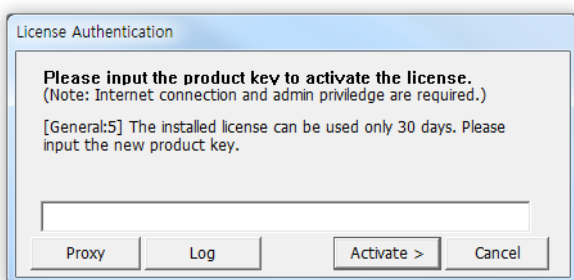 License Authentication
Please input the product key to activate the license.
(Note: Internet connection and admin priviledge are required.)
[General:5] The installed license can be used only 30 days. Please
input the new product key.
Proxy
Log
Activate >
Cancel